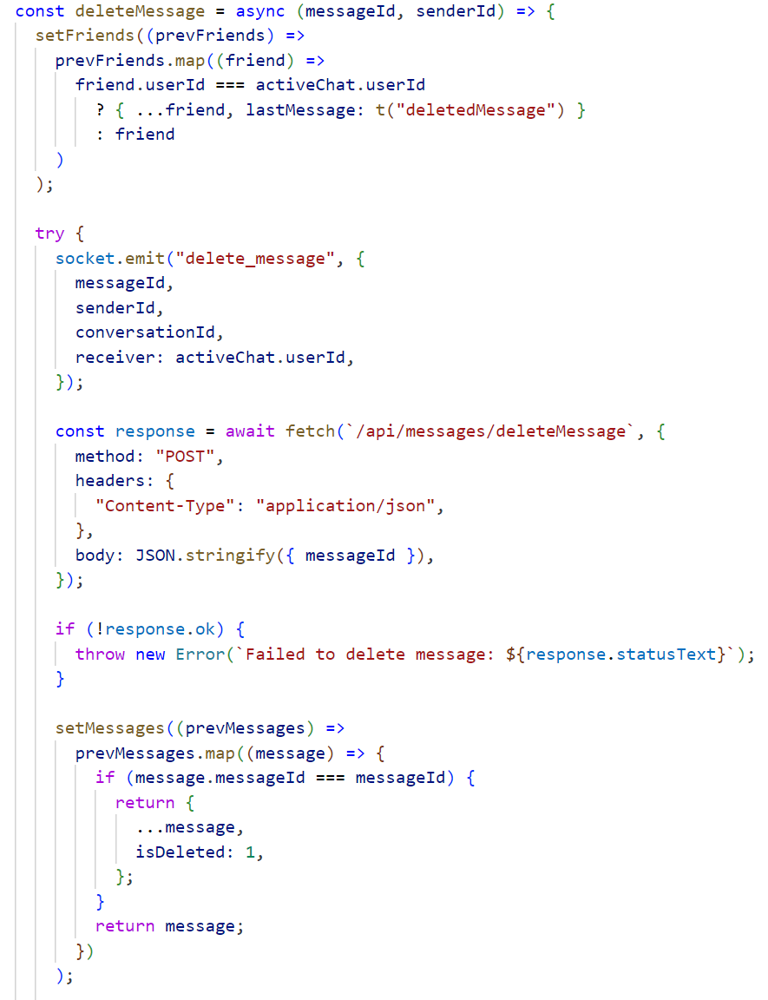 const deleteMessage = async (messageId, senderId) => {
  setFriends((prevFriends) =>
    prevFriends.map((friend) =>
      friend.userId === activeChat.userId
        ? { ...friend, lastMessage: t("deletedMessage") }
        : friend
    )
  );

  try {
    socket.emit("delete_message", {
      messageId,
      senderId,
      conversationId,
      receiver: activeChat.userId,
    });

    const response = await fetch(`/api/messages/deleteMessage`, {
      method: "POST",
      headers: {
        "Content-Type": "application/json",
      },
      body: JSON.stringify({ messageId }),
    });

    if (!response.ok) {
      throw new Error(`Failed to delete message: ${response.statusText}`);
    }

    setMessages((prevMessages) =>
      prevMessages.map((message) => {
        if (message.messageId === messageId) {
          return {
            ...message,
            isDeleted: 1,
          };
        }
        return message;
      })
    );